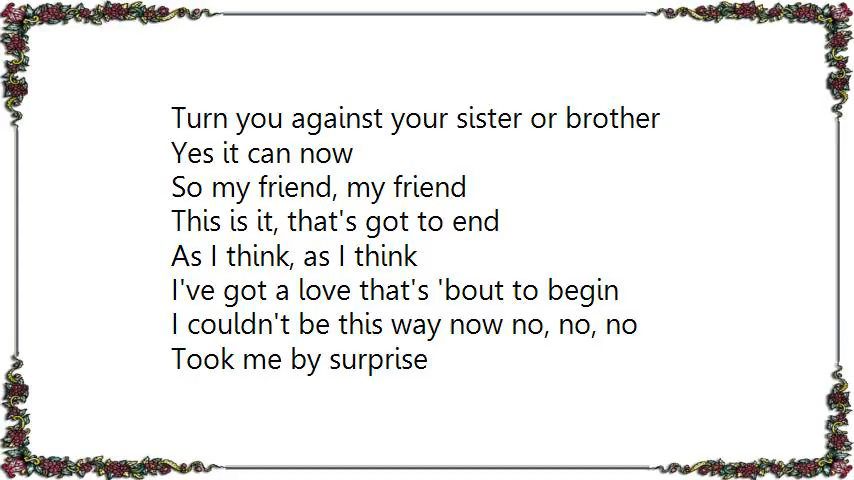 Turn you against your sister or brother
Yes it can now
So my friend, my friend
This is it, that's got to end
As I think, as I think
I've got a love that's 'bout to begin
I couldn't be this way now no, no, no
Took me by surprise